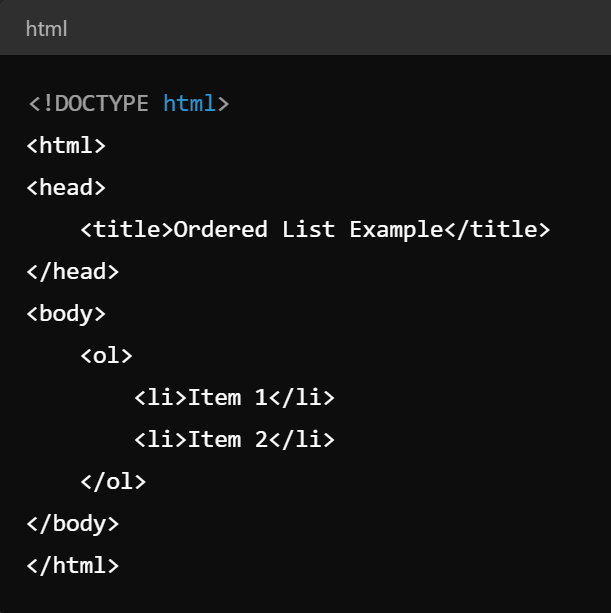 html
<!DOCTYPE html>
<html>
<head>
    <title>Ordered List Example</title>
</head>
<body>
    <ol>
        <li>Item 1</li>
        <li>Item 2</li>
    </ol>
</body>
</html>